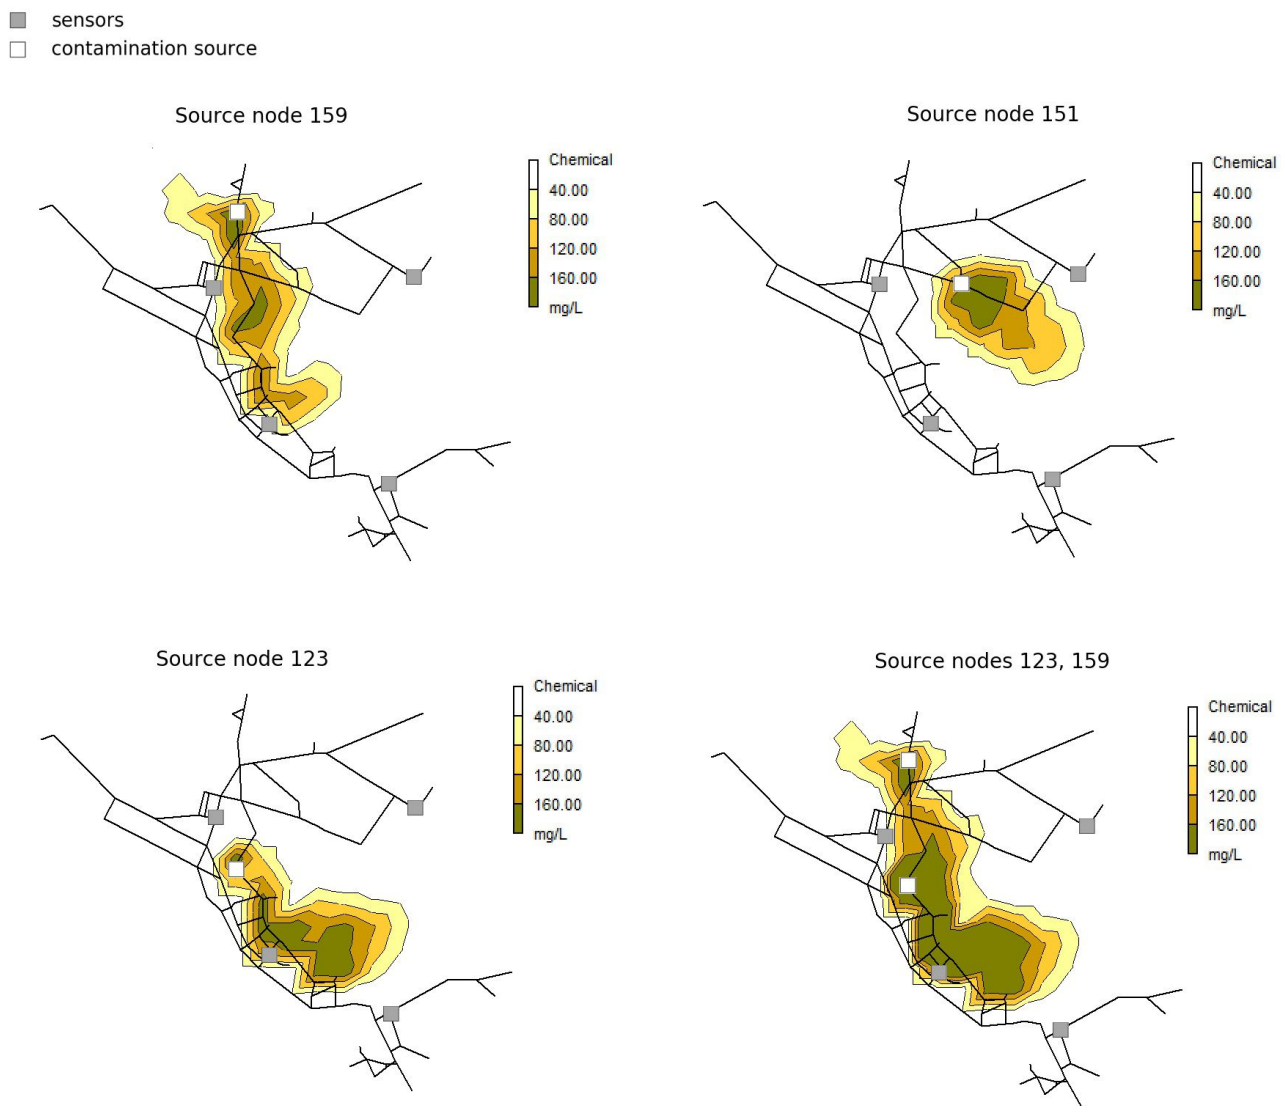 sensors
contamination source
Source node 159
Chemical
40.00
80.00
120.00
160.00
mg/L
Source node 151
Chemical
40.00
80.00
120.00
160.00
mg/L
Source node 123
Chemical
40.00
80.00
120.00
160.00
mg/L
Source nodes 123, 159
Chemical
40.00
80.00
120.00
160.00
mg/L